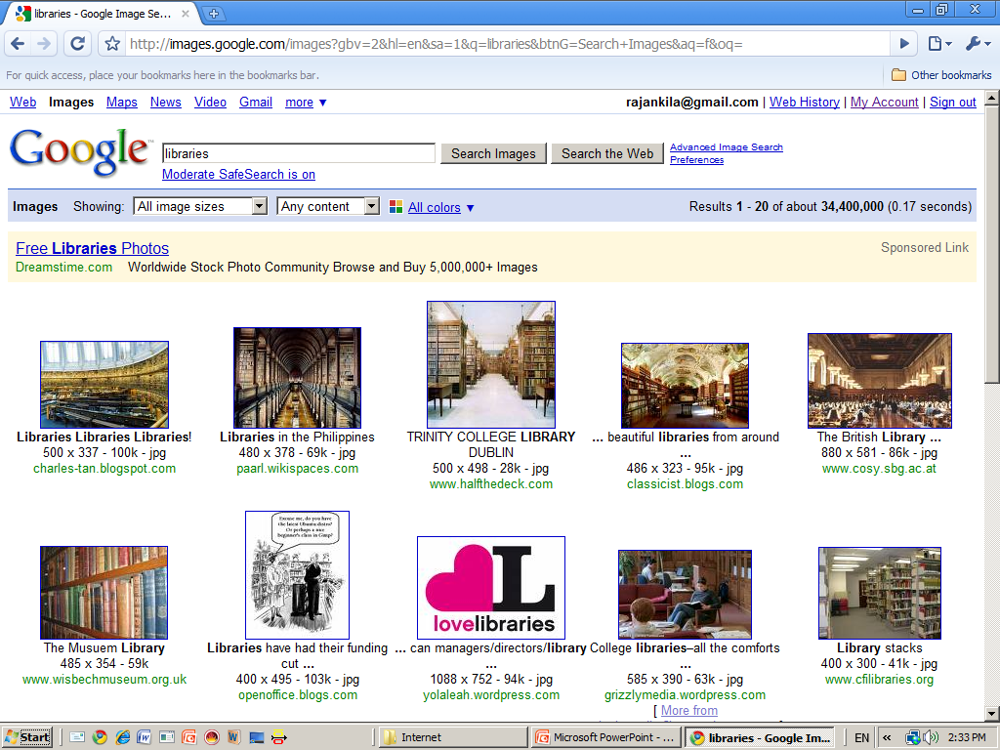 libraries - Google Image Se...
http://images.google.com/images?gbv=2&hl=en&sa=1&q=libraries&btnG=Search+Images&aq=f&oq=
For quick access, place your bookmarks here in the bookmarks bar.
Other bookmarks
Web Images Maps News Video Gmail more ▼
rajankila@gmail.com | Web History | My Account | Sign out
Google™
libraries
Search Images
Search the Web
Advanced Image Search
Preferences
Moderate SafeSearch is on
Images Showing: All image sizes Any content All colors ▼
Results 1 - 20 of about 34,400,000 (0.17 seconds)
Free Libraries Photos
Sponsored Link
Dreamstime.com Worldwide Stock Photo Community Browse and Buy 5,000,000+ Images
Libraries Libraries Libraries!
500 x 337 - 100k - jpg
charles-tan.blogspot.com
Libraries in the Philippines
480 x 378 - 69k - jpg
paarl.wikispaces.com
TRINITY COLLEGE LIBRARY
DUBLIN
500 x 498 - 28k - jpg
www.halfthedeck.com
... beautiful libraries from around
...
486 x 323 - 95k - jpg
classicist.blogs.com
The British Library ...
880 x 581 - 86k - jpg
www.cosy.sbg.ac.at
The Musuem Library
485 x 354 - 59k
www.wisbechmuseum.org.uk
Excuse me, do you have
the latest Ubuntu distro?
Or perhaps a nice
beginner's class in Gimp?
Libraries have had their funding
cut ...
400 x 495 - 103k - jpg
openoffice.blogs.com
L
lovelibraries
... can managers/directors/library
...
1088 x 752 - 94k - jpg
yolaleah.wordpress.com
College libraries–all the comforts
585 x 390 - 63k - jpg
grizzlymedia.wordpress.com
[ More from
Library stacks
400 x 300 - 41k - jpg
www.cfilibraries.org
Start
Internet
Microsoft PowerPoint - ...
libraries - Google Im...
EN
2:33 PM